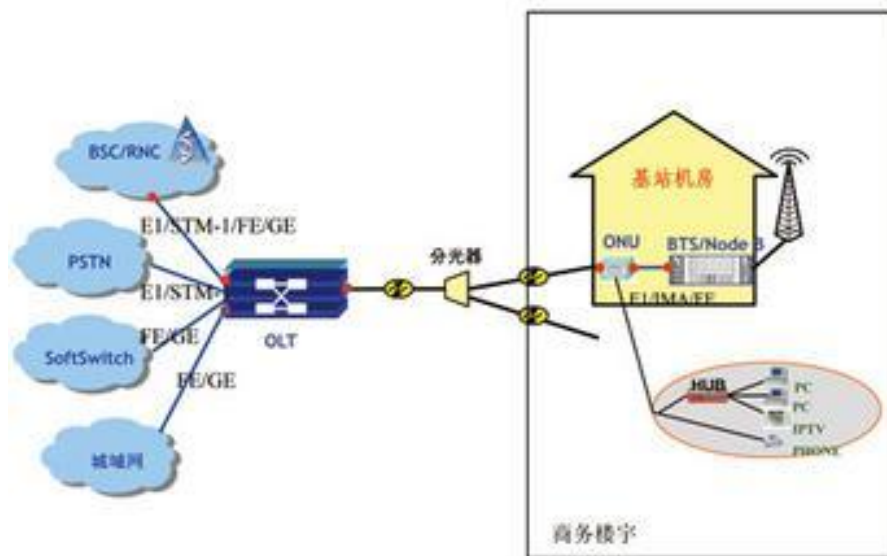 BSC/RNC
E1/STM-1/FE/GE
PSTN
E1/STM-1
FE/GE
SoftSwitch
FE/GE
城域网
OLT
分光器
基站机房
ONU
BTS/Node B
E1/IMA/FE
HUB
PC
PC
IPTV
PHONE
商务楼宇